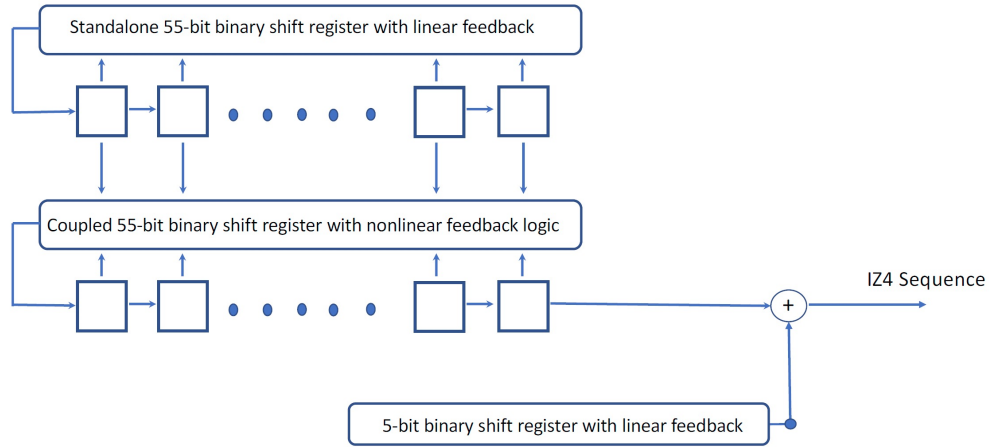 Standalone 55-bit binary shift register with linear feedback
Coupled 55-bit binary shift register with nonlinear feedback logic
IZ4 Sequence
+
5-bit binary shift register with linear feedback